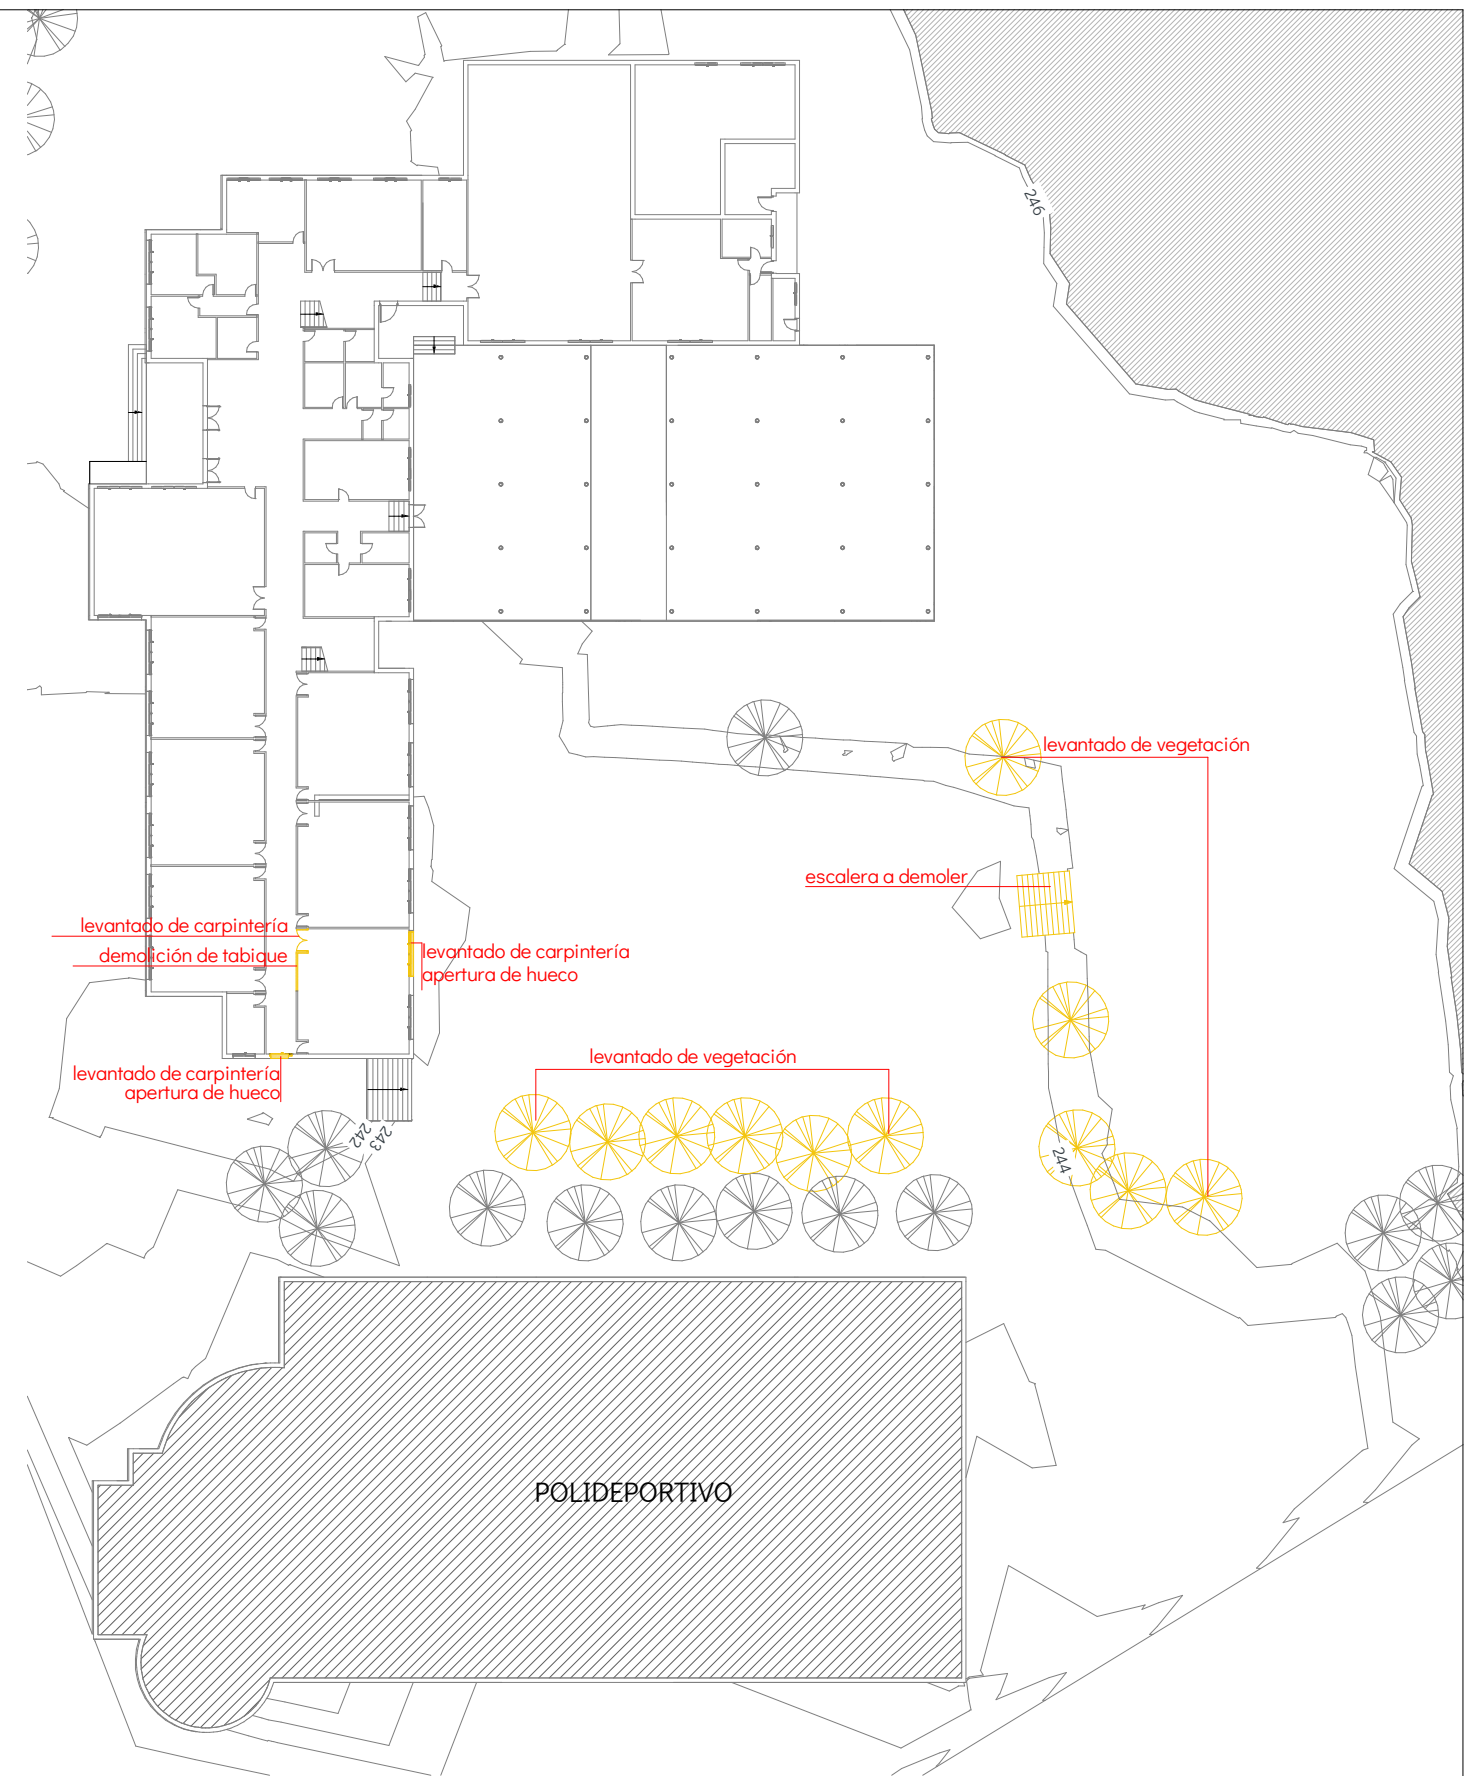 246
levantado de vegetación
escalera a demoler
levantado de carpintería
demolición de tabique
levantado de carpintería
apertura de hueco
levantado de vegetación
levantado de carpintería
apertura de hueco
242
243
244
POLIDEPORTIVO